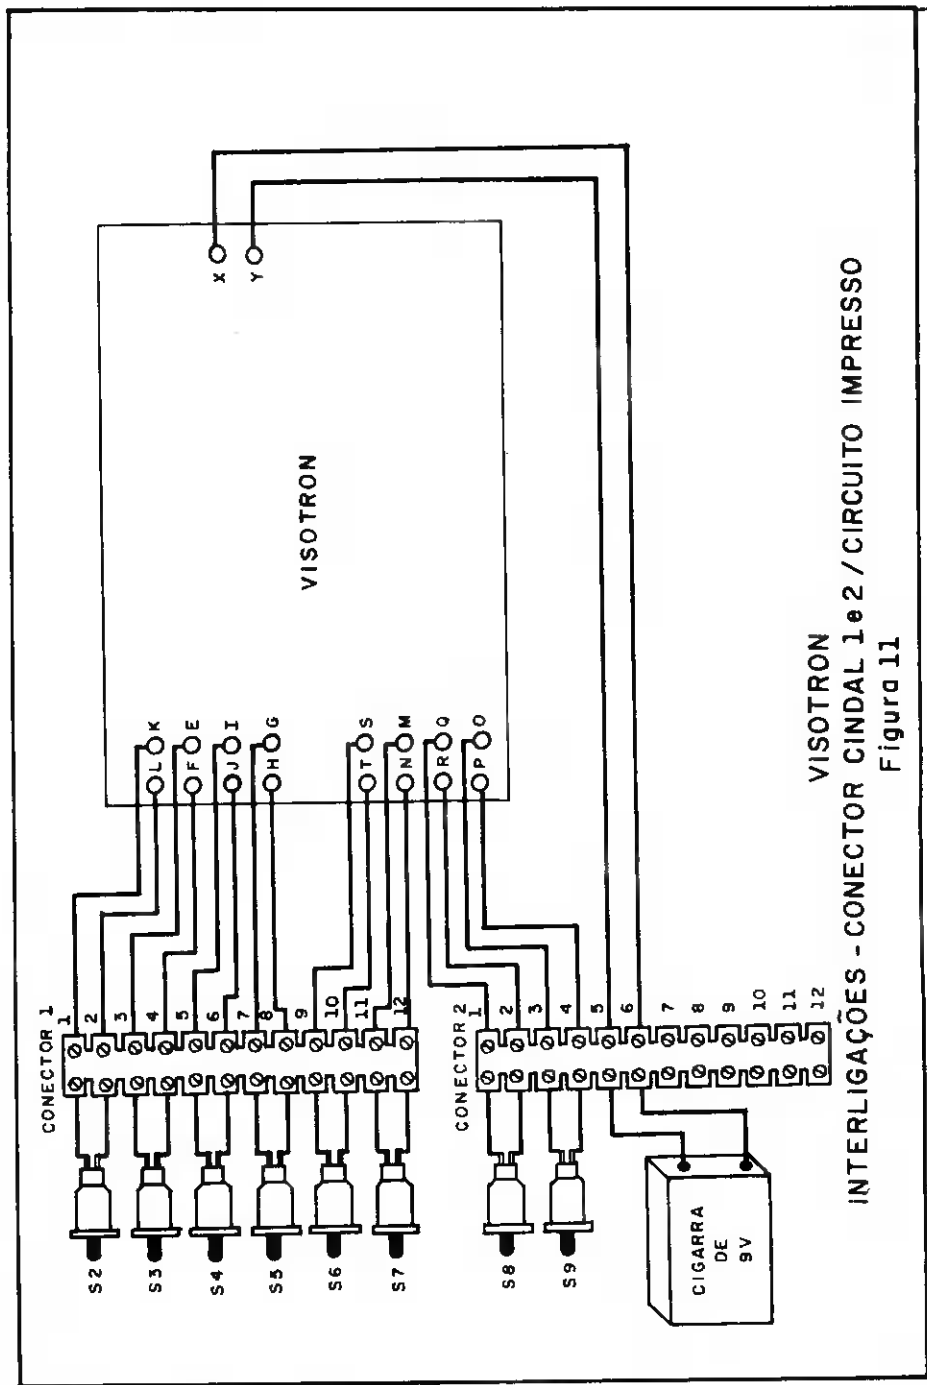 CONECTOR 1
1
2
3
4
5
6
7
8
9
10
11
12
S2
S3
S4
S5
S6
S7
L K
F E
J I
H G
T S
N M
R Q
P O
X
Y
VISOTRON
CONECTOR 2
1
2
3
4
5
6
7
8
9
10
11
12
S8
S9
CIGARRA
DE
9V
VISOTRON
INTERLIGAÇÕES - CONECTOR CINDAL 1 e 2 / CIRCUITO IMPRESSO
Figura 11